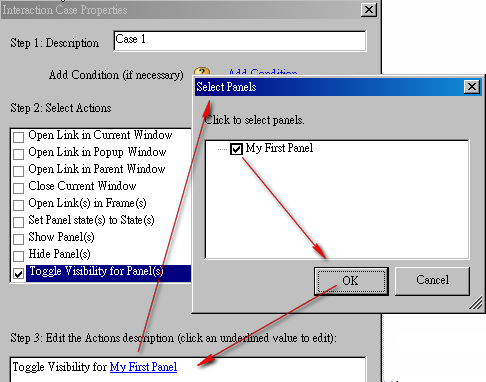 Interaction Case Properties
Step 1: Description
Case 1
Add Condition (if necessary)
Add Condition
Step 2: Select Actions
Open Link in Current Window
Open Link in Popup Window
Open Link in Parent Window
Close Current Window
Open Link(s) in Frame(s)
Set Panel state(s) to State(s)
Show Panel(s)
Hide Panel(s)
Toggle Visibility for Panel(s)
Select Panels
Click to select panels.
My First Panel
OK
Cancel
Step 3: Edit the Actions description (click an underlined value to edit):
Toggle Visibility for My First Panel